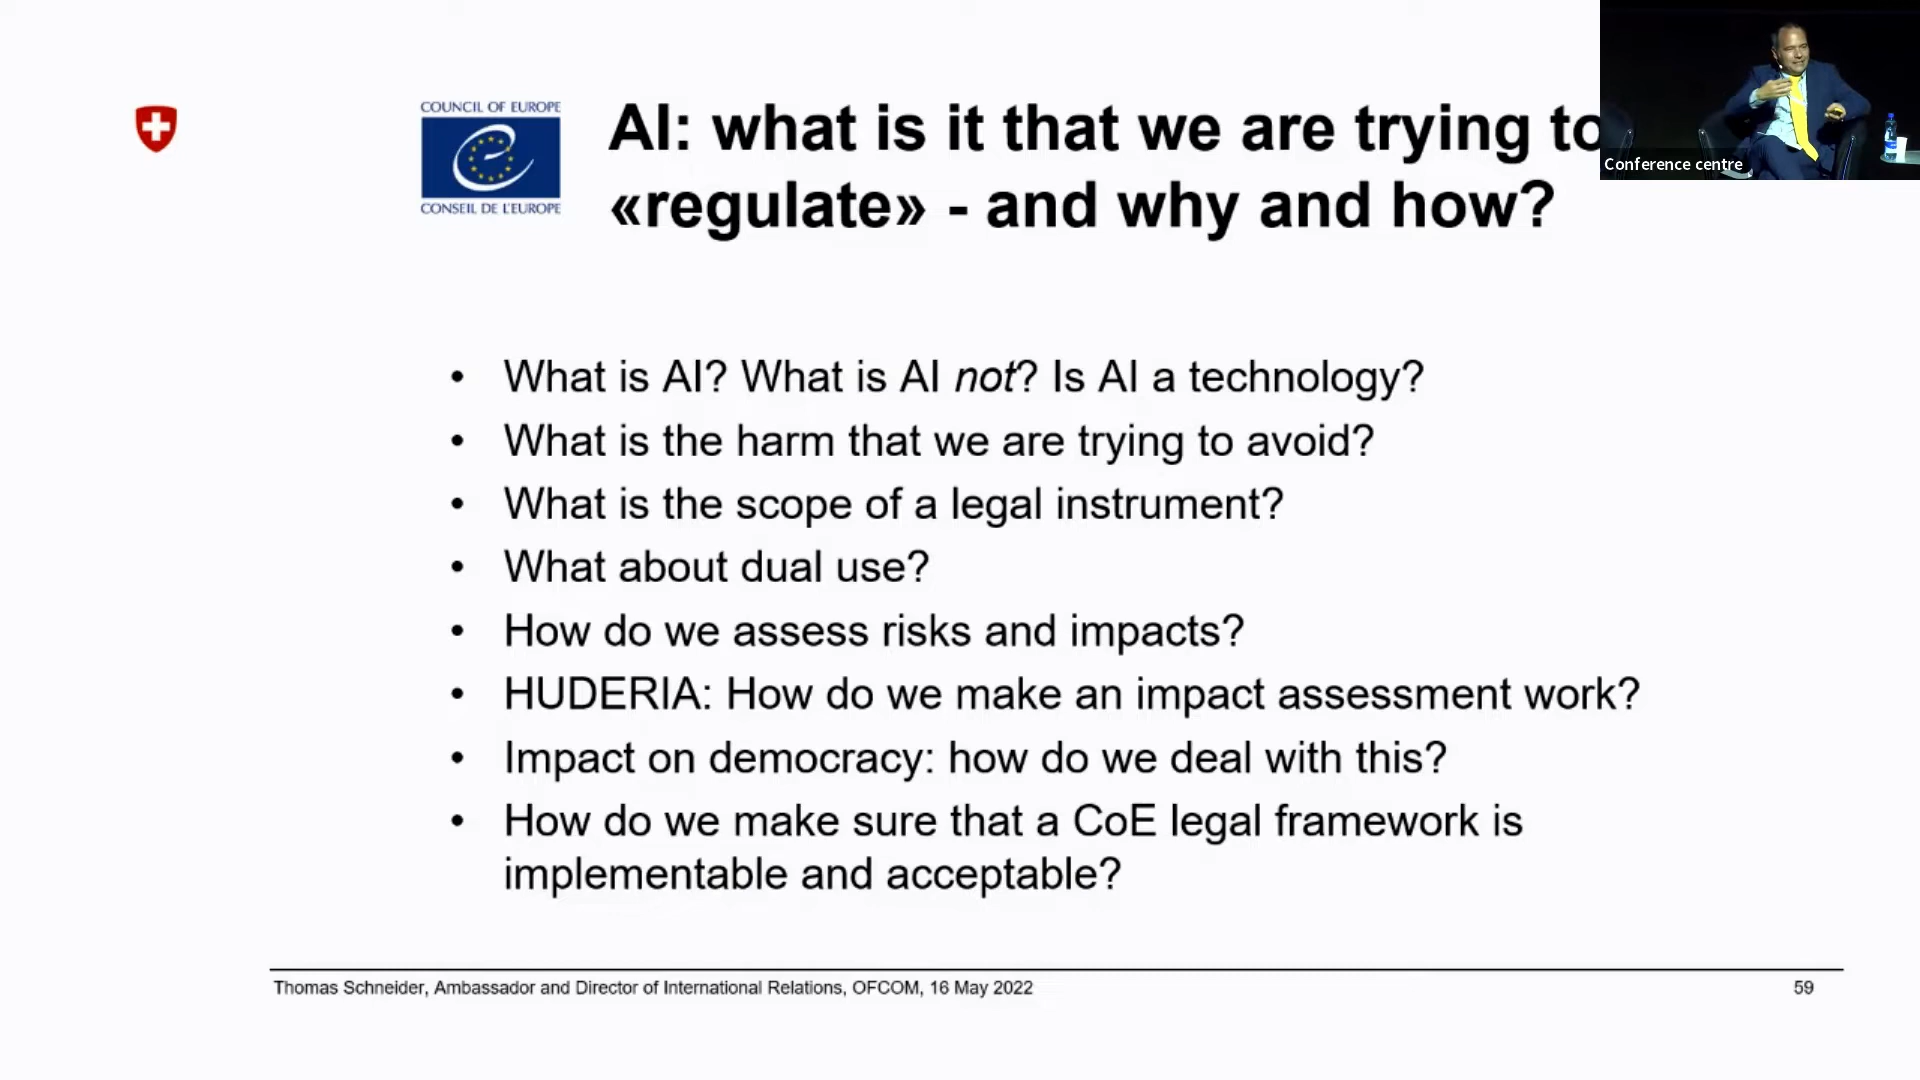 COUNCIL OF EUROPE
CONSEIL DE L'EUROPE
AI: what is it that we are trying to
«regulate» - and why and how?
Conference centre
• What is AI? What is AI not? Is AI a technology?
• What is the harm that we are trying to avoid?
• What is the scope of a legal instrument?
• What about dual use?
• How do we assess risks and impacts?
• HUDERIA: How do we make an impact assessment work?
• Impact on democracy: how do we deal with this?
• How do we make sure that a CoE legal framework is
implementable and acceptable?
Thomas Schneider, Ambassador and Director of International Relations, OFCOM, 16 May 2022
59